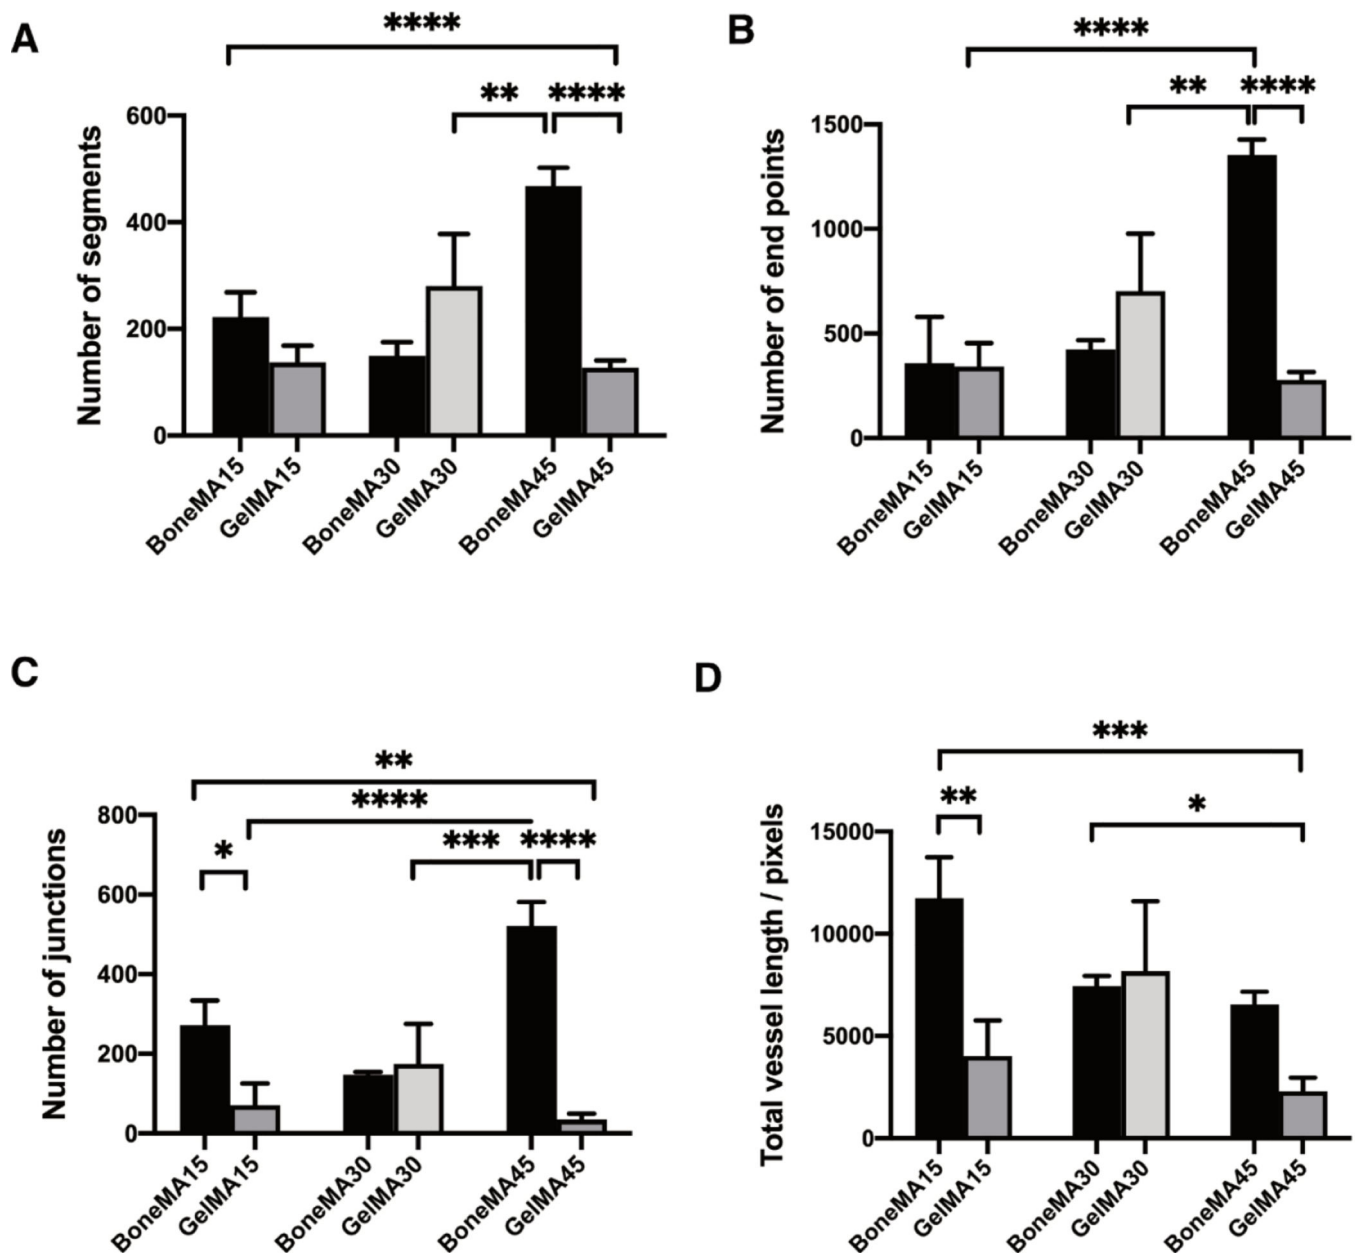 A
****
** ****
Number of segments
600
400
200
0
BoneMA15
GelMA15
BoneMA30
GelMA30
BoneMA45
GelMA45
B
****
** ****
Number of end points
1500
1000
500
0
BoneMA15
GelMA15
BoneMA30
GelMA30
BoneMA45
GelMA45
C
**
****
*** ****
*
Number of junctions
800
600
400
200
0
BoneMA15
GelMA15
BoneMA30
GelMA30
BoneMA45
GelMA45
D
***
**
*
Total vessel length / pixels
15000
10000
5000
0
BoneMA15
GelMA15
BoneMA30
GelMA30
BoneMA45
GelMA45